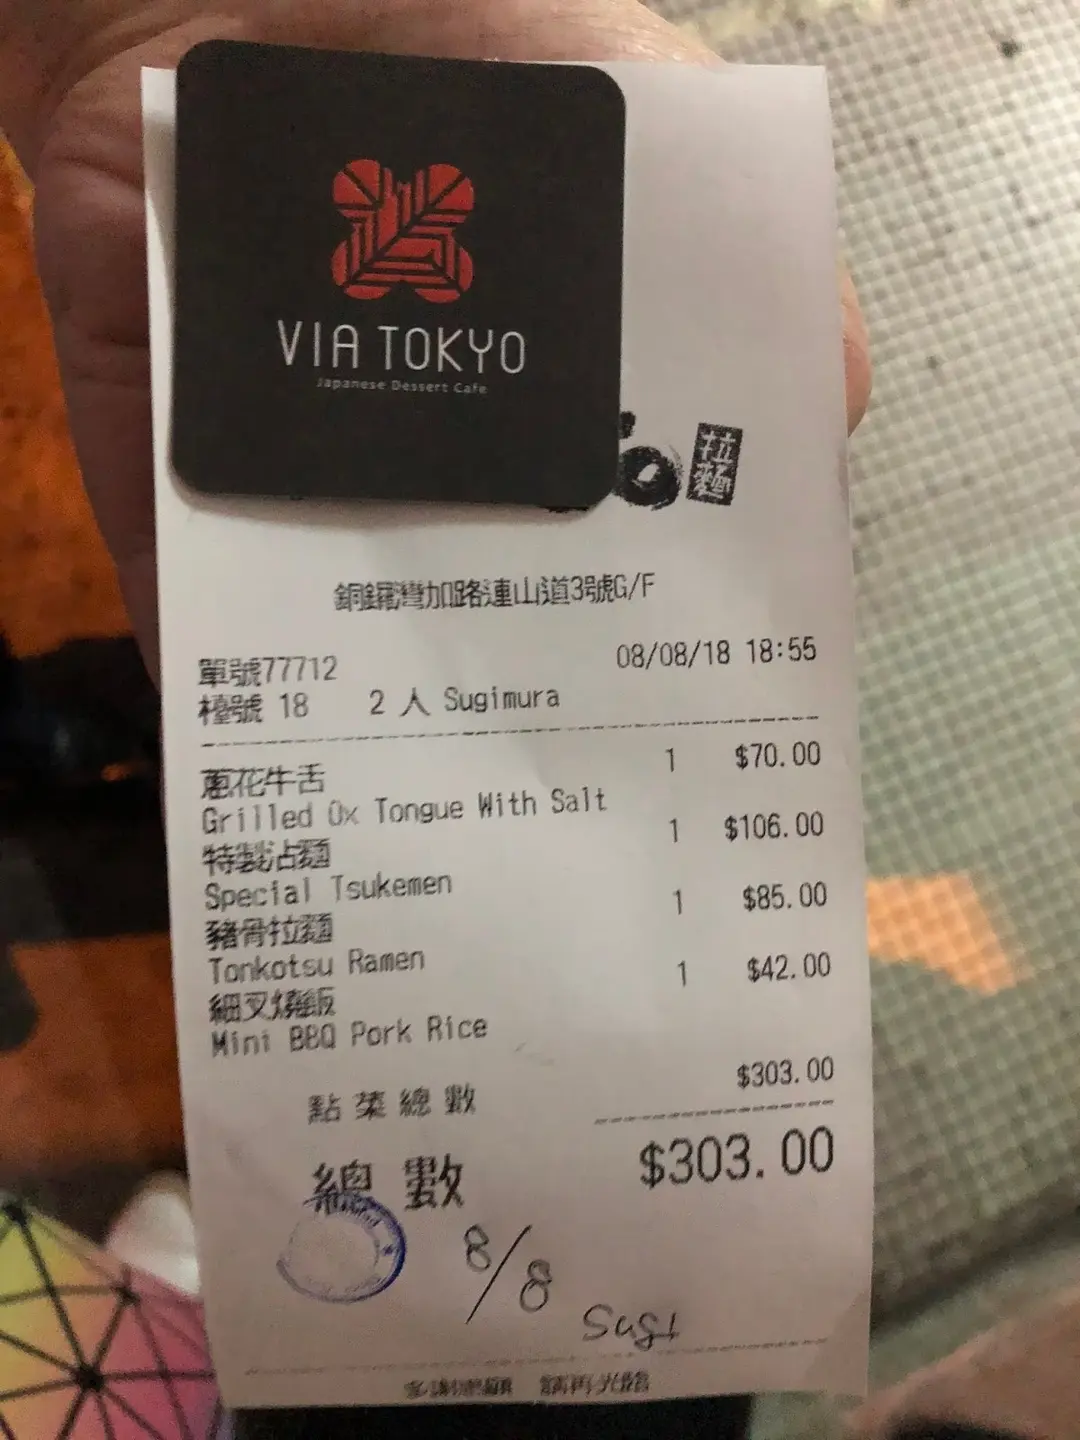 VIA TOKYO
Japanese Dessert Cafe
拉麵
銅鑼灣加路連山道3號G/F
單號77712 08/08/18 18:55
檯號 18 2 人 Sugimura
蔥花牛舌 1 $70.00
Grilled Ox Tongue With Salt
特製沾麵 1 $106.00
Special Tsukemen
豬骨拉麵 1 $85.00
Tonkotsu Ramen
細叉燒飯 1 $42.00
Mini BBQ Pork Rice
點菜總數 $303.00
總數 $303.00
8/8
多謝惠顧 請再光臨